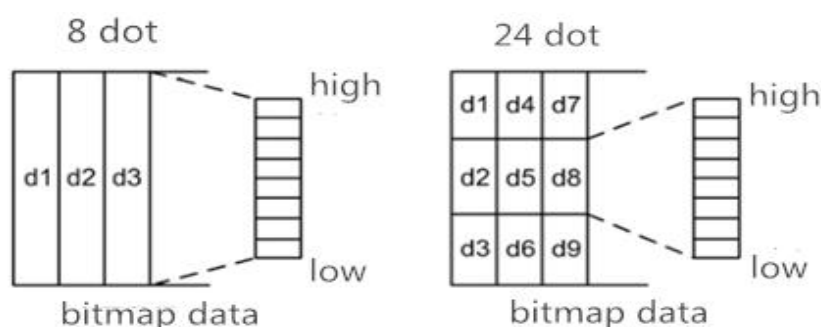 8 dot
24 dot
high
high
d1 d4 d7
d1 d2 d3
d2 d5 d8
d3 d6 d9
low
low
bitmap data
bitmap data